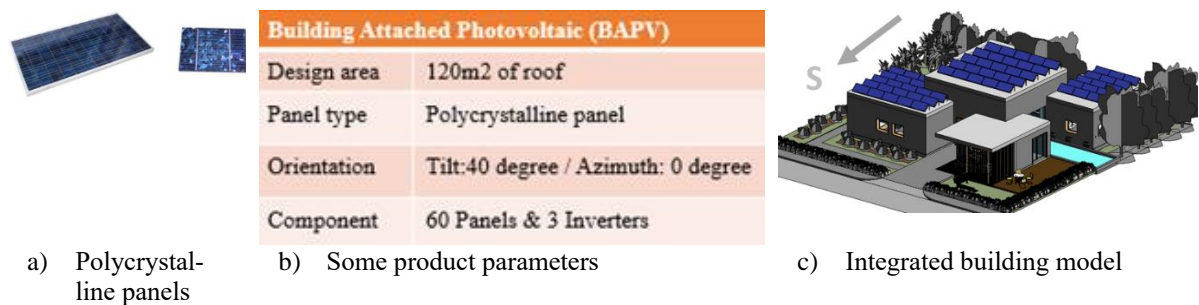 Building Attached Photovoltaic (BAPV)
Design area 120m2 of roof
Panel type Polycrystalline panel
Orientation Tilt:40 degree / Azimuth: 0 degree
Component 60 Panels & 3 Inverters
S
a) Polycrystal-
line panels
b) Some product parameters
c) Integrated building model